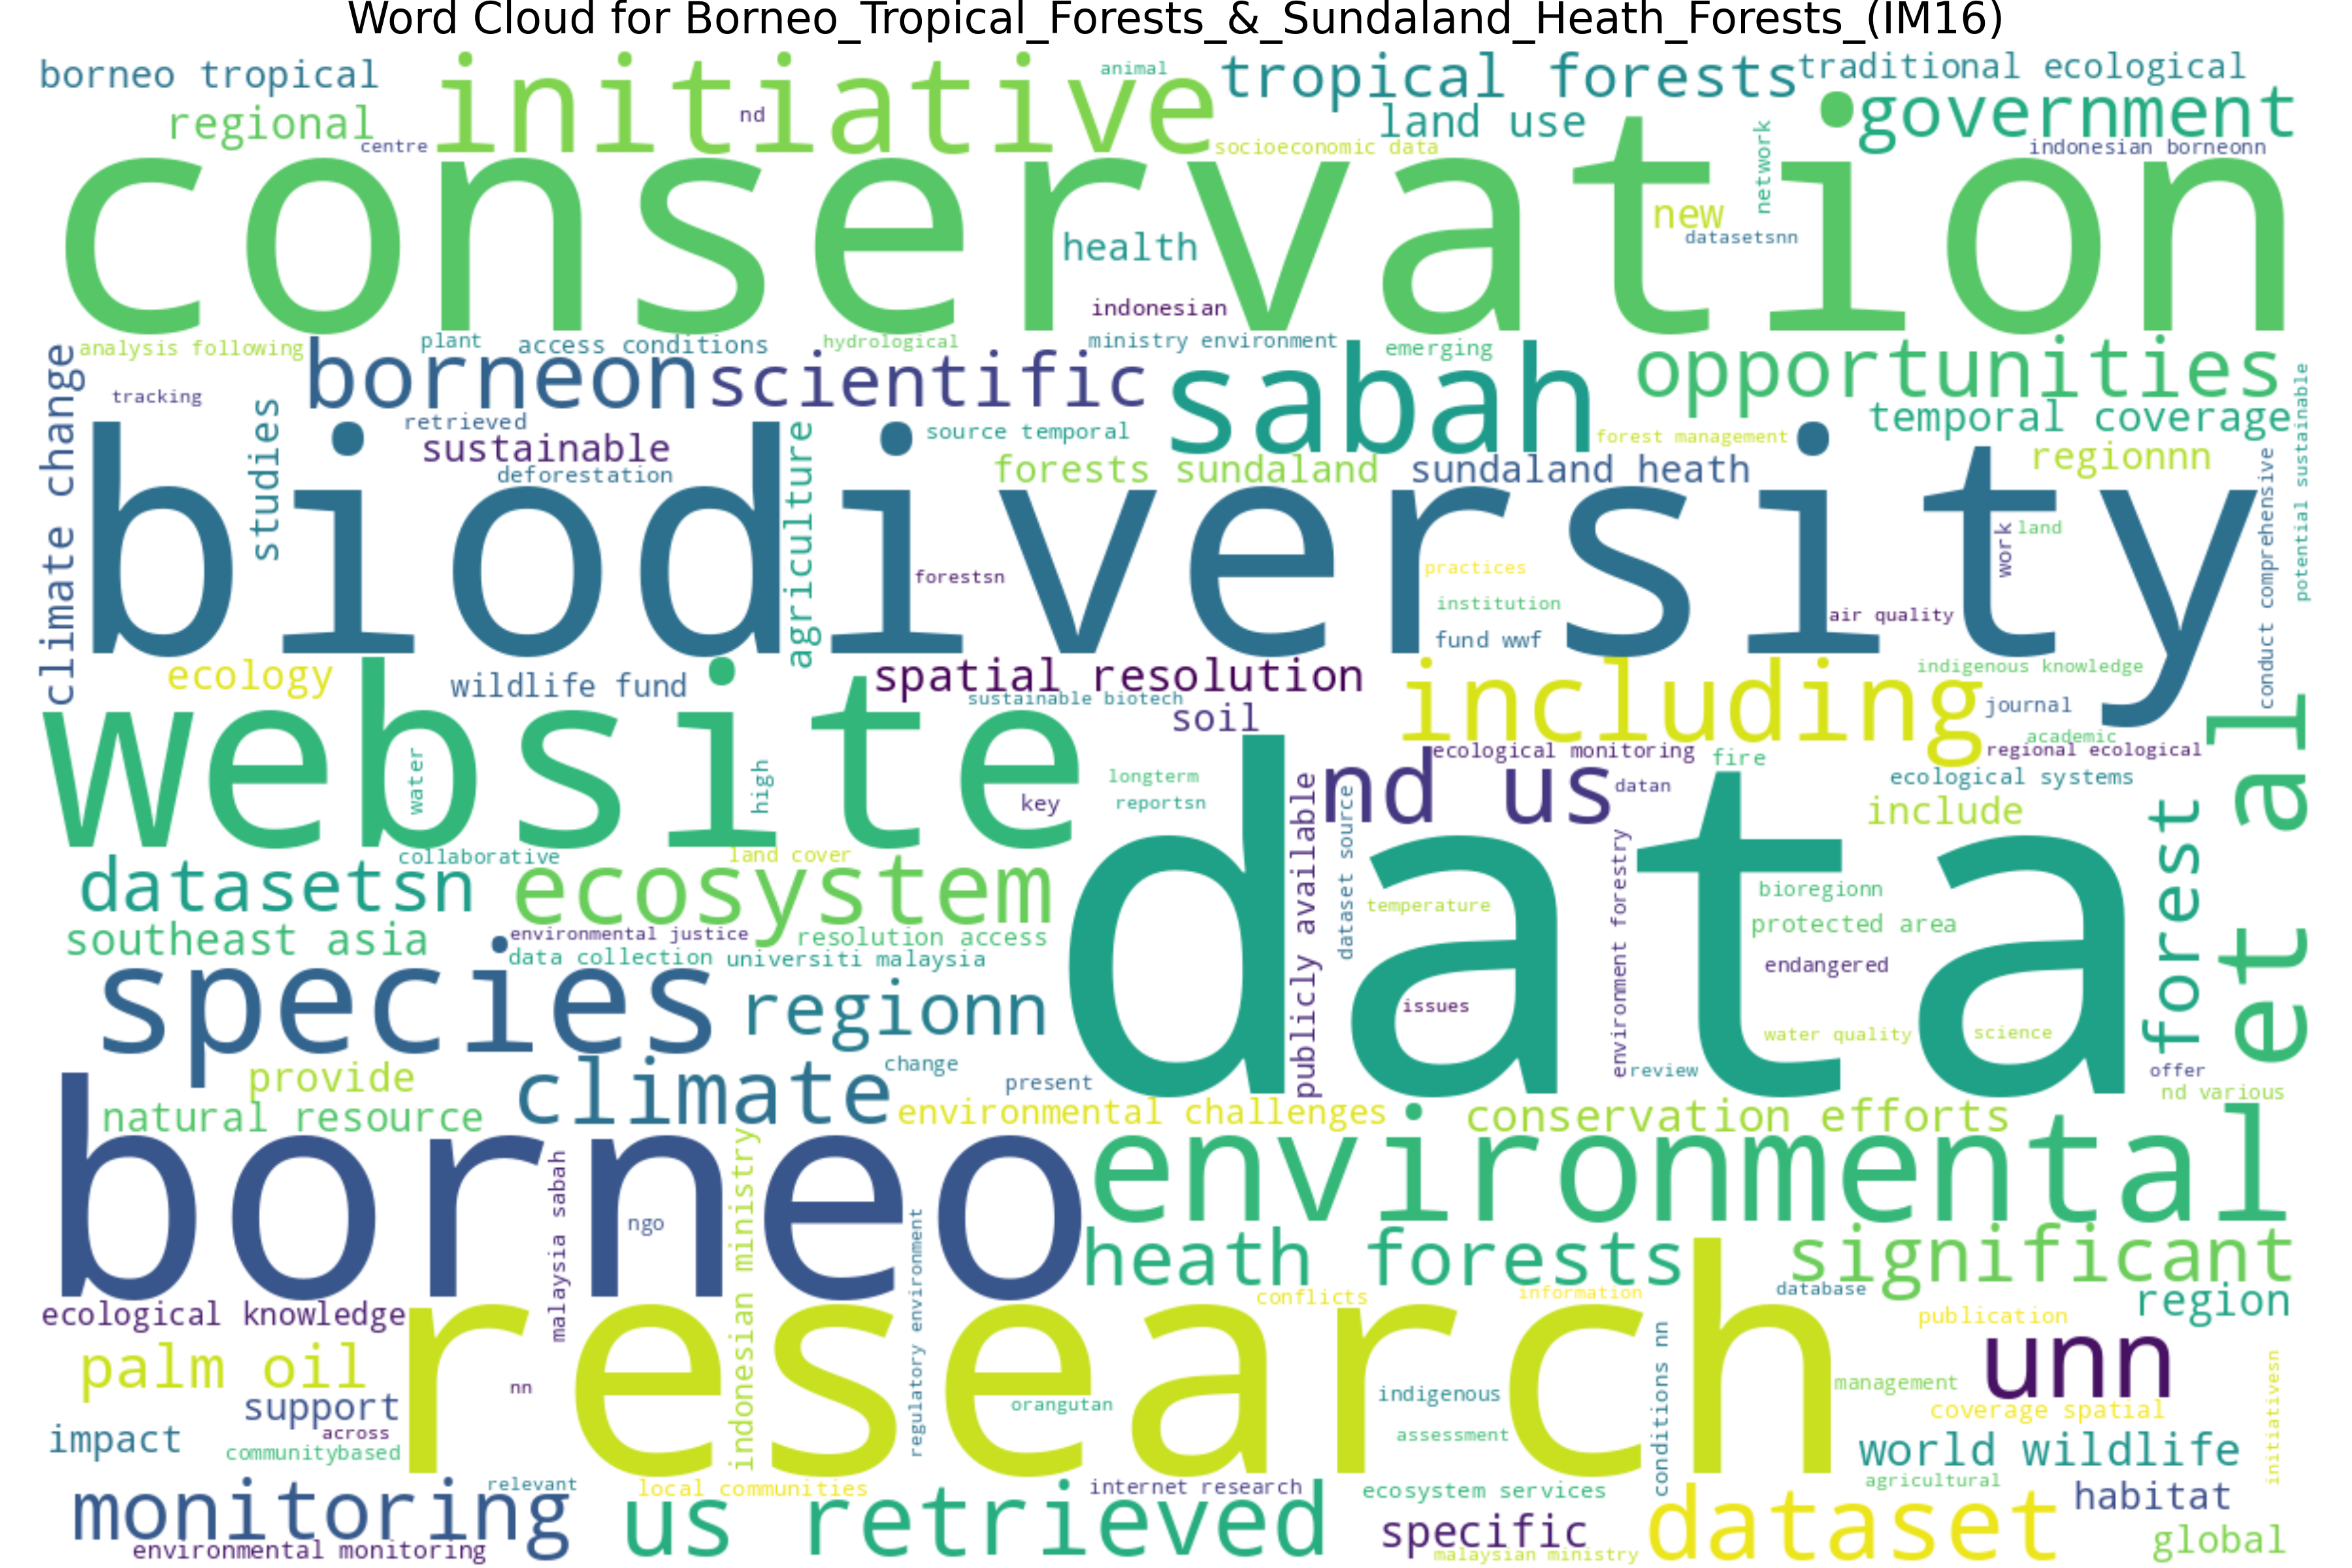 Word Cloud for Borneo_Tropical_Forests_&_Sundaland_Heath_Forests_(IM16)
borneo tropical
initiative
animal
tropical forests
traditional ecological
regional
nd
land use
government
centre
socioeconomic data
network
indonesian borneonn
conservation
new
health
datasetsnn
indonesian
analysis following
plant
access conditions
hydrological
ministry environment
emerging
climate change
borneon
scientific
sabah
opportunities
tracking
studies
retrieved
sustainable
source temporal
temporal coverage
potential sustainable
deforestation
agriculture
forest management
forests sundaland
sundaland heath
regionnn
biodiversity
conduct comprehensive
work
land
forestsn
practices
institution
air quality
fund wwf
ecology
wildlife fund
spatial resolution
including
indigenous knowledge
sustainable biotech
journal
website
soil
academic
et al
water
high
longterm
nd us
ecological monitoring
fire
regional ecological
key
reportsn
datan
ecological systems
include
data
publicly available
dataset source
environment forestry
forest
datasetsn
collaborative
land cover
ecosystem
temperature
bioregionn
protected area
southeast asia
environmental justice
resolution access
data collection
universiti malaysia
endangered
species
regionn
issues
water quality
science
provide
climate
change
present
review
offer
nd various
natural resource
environmental challenges
conservation efforts
borneo
malaysia sabah
ngo
indonesian ministry
regulatory environment
environmental
heath forests
significant
ecological knowledge
research
conflicts
information
database
region
publication
palm oil
nn
indigenous
conditions nn
management
unn
support
orangutan
coverage spatial
initiativesn
impact
across
communitybased
assessment
world wildlife
monitoring
relevant
local communities
internet research
ecosystem services
agricultural
habitat
us retrieved
specific
dataset
global
environmental monitoring
malaysian ministry